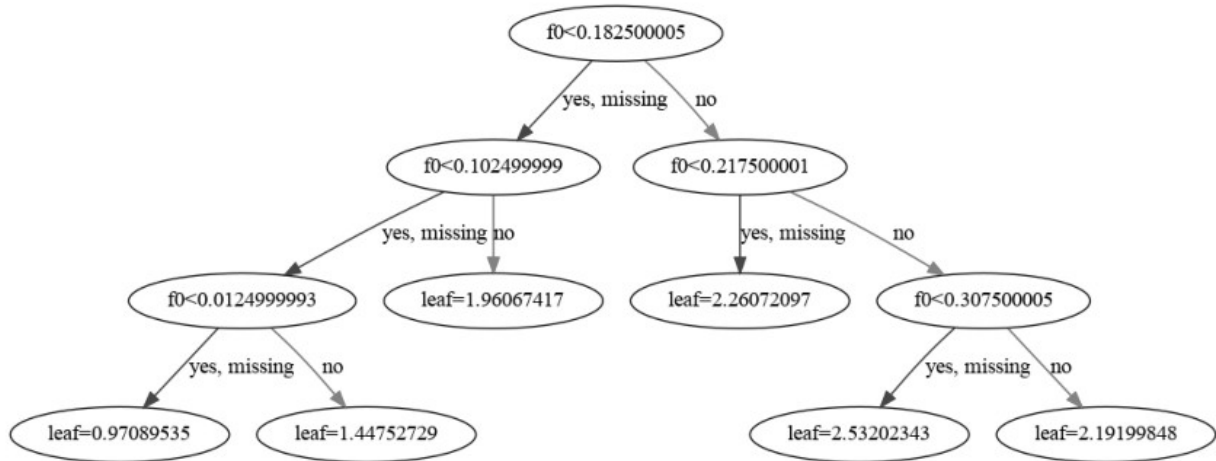 f0<0.182500005
yes, missing
no
f0<0.102499999
f0<0.217500001
yes, missing
no
yes, missing
no
f0<0.0124999993
leaf=1.96067417
leaf=2.26072097
f0<0.307500005
yes, missing
no
yes, missing
no
leaf=0.97089535
leaf=1.44752729
leaf=2.53202343
leaf=2.19199848